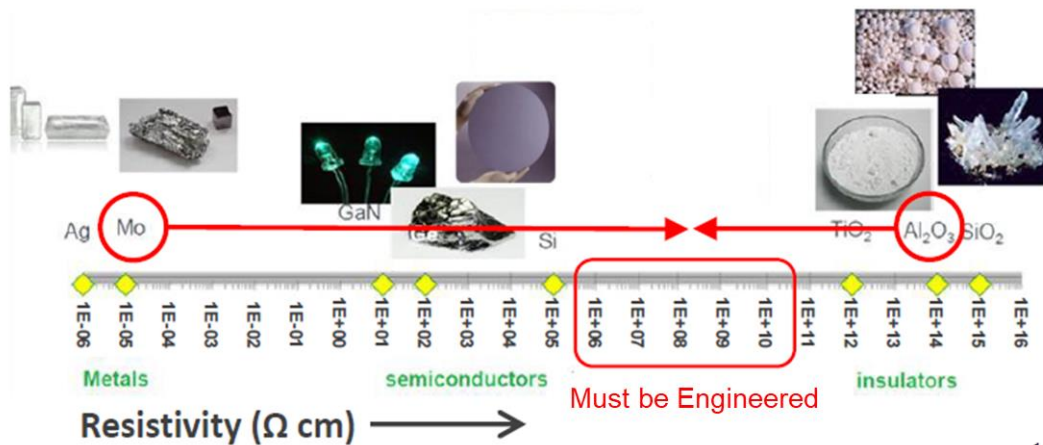 GaN
Ag
Mo
Si
TiO₂
Al₂O₃
SiO₂
1E-06
1E-05
1E-04
1E-03
1E-02
1E-01
1E+00
1E+01
1E+02
1E+03
1E+04
1E+05
1E+06
1E+07
1E+08
1E+09
1E+10
1E+11
1E+12
1E+13
1E+14
1E+15
1E+16
Metals
semiconductors
insulators
Must be Engineered
Resistivity (Ω cm)